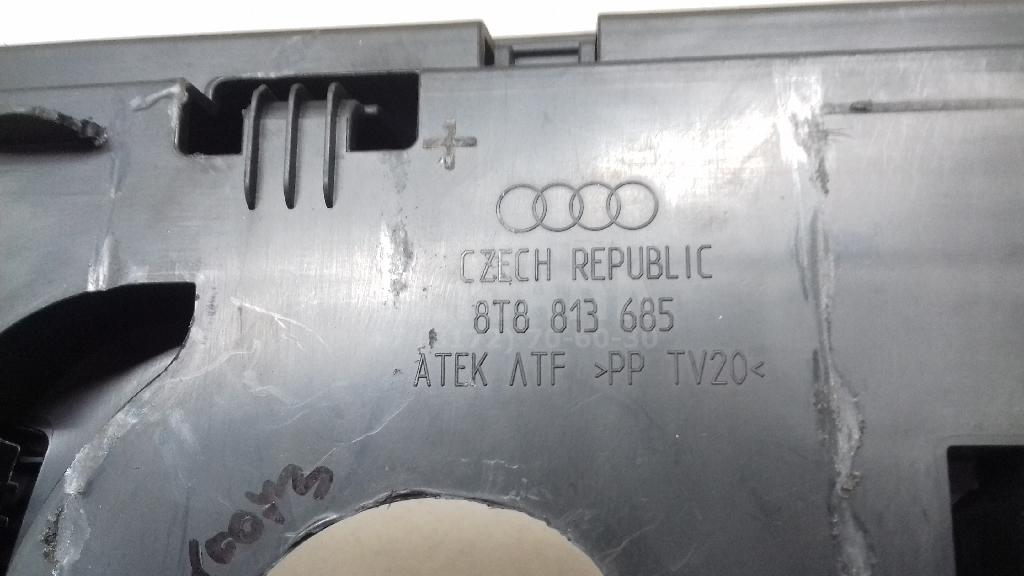 CZECH REPUBLIC
8T8 813 685
ATEK ATF >PP TV20<